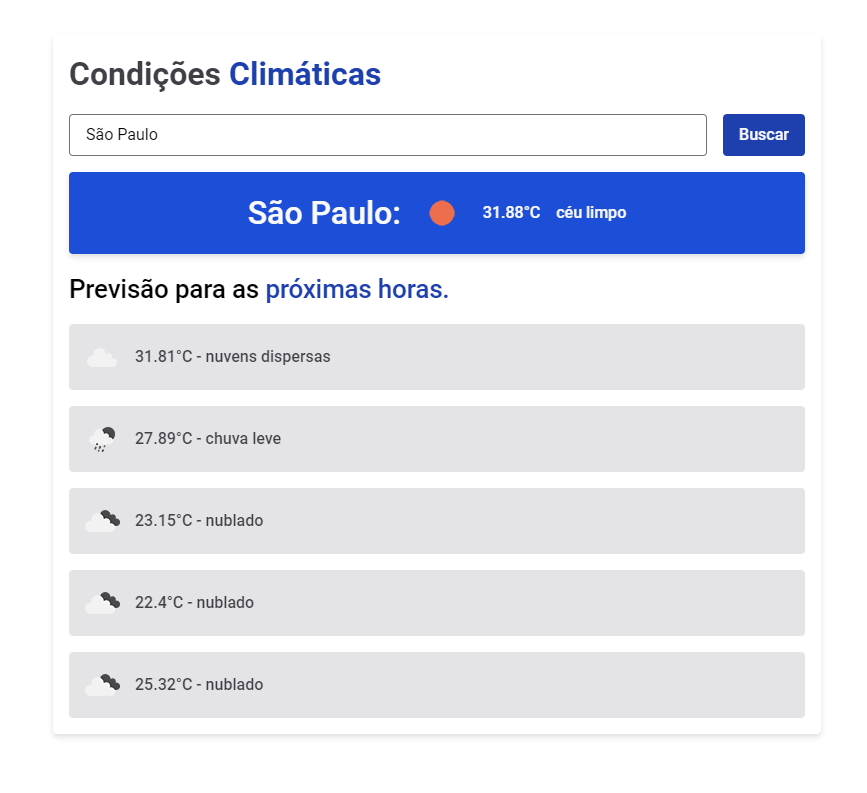 Condições Climáticas
São Paulo Buscar
São Paulo: 31.88°C céu limpo
Previsão para as próximas horas.
31.81°C - nuvens dispersas
27.89°C - chuva leve
23.15°C - nublado
22.4°C - nublado
25.32°C - nublado